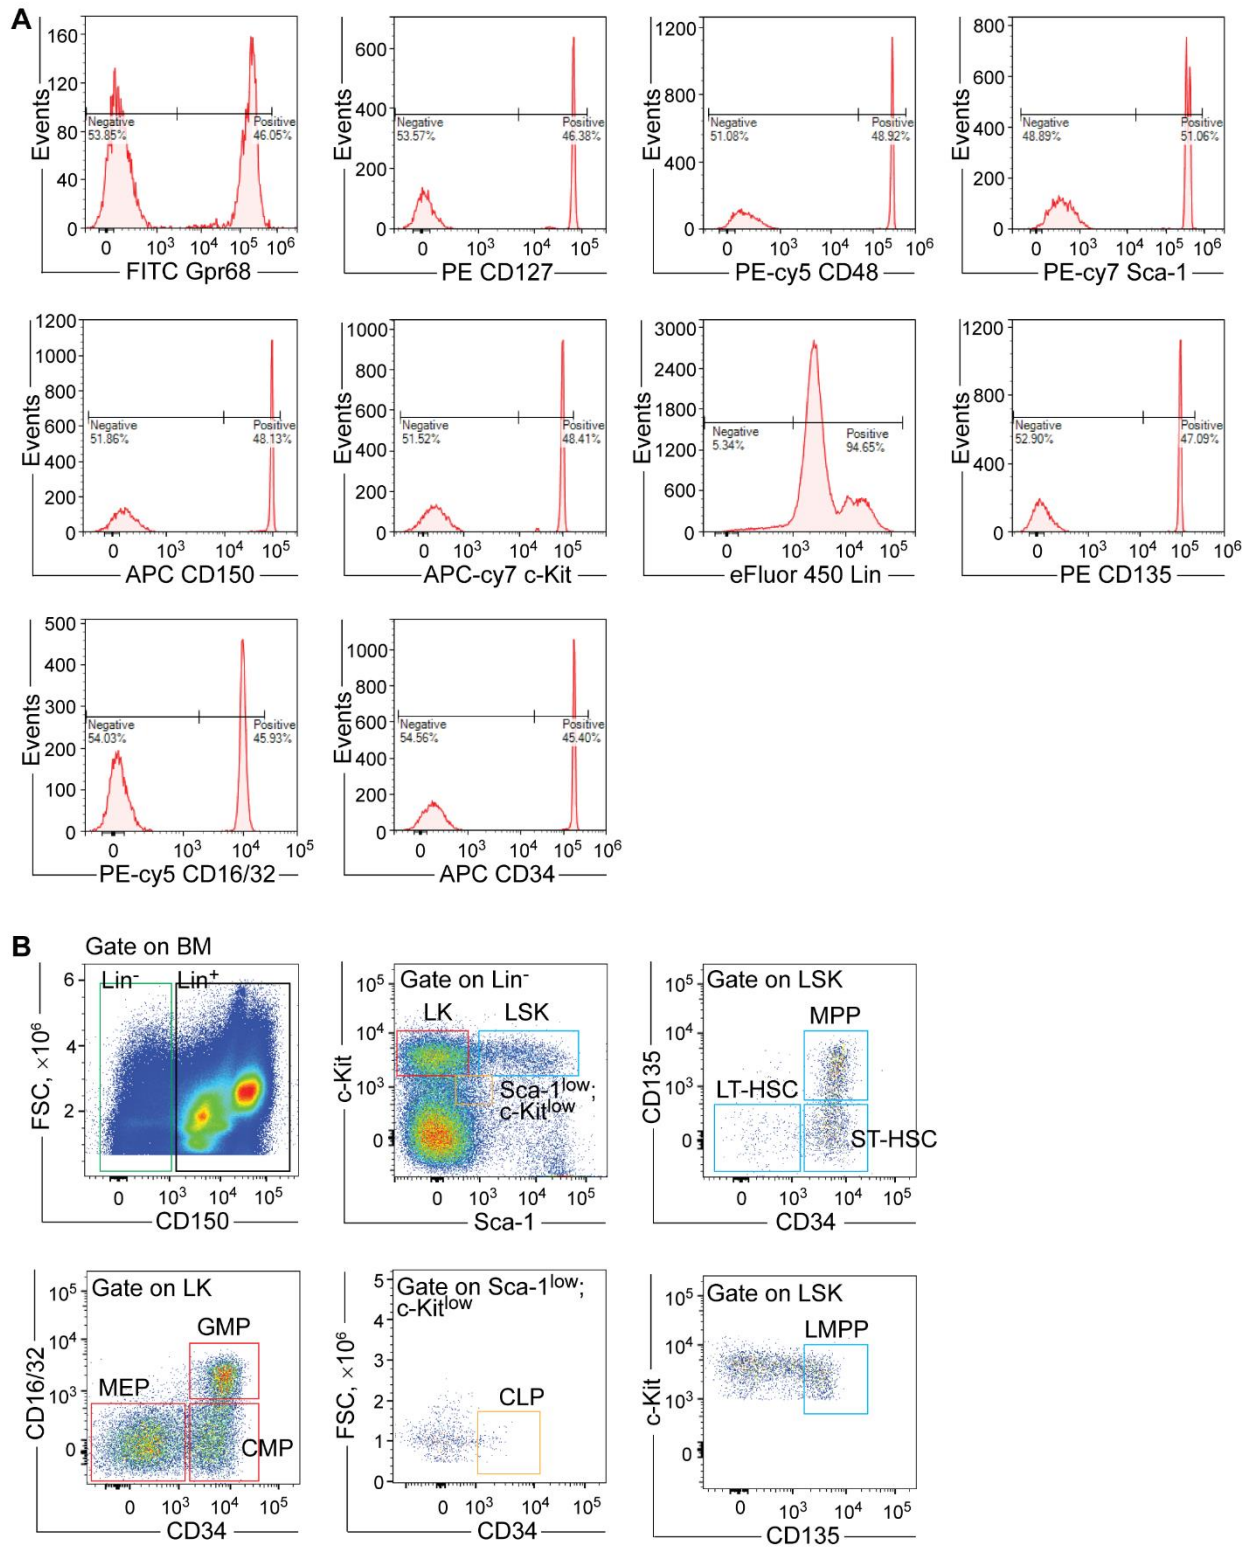 A
Events
160
120
80
40
0
Negative
53.85%
Positive
46.05%
0 10³ 10⁴ 10⁵ 10⁶
FITC Gpr68
Events
600
400
200
0
Negative
53.57%
Positive
46.38%
0 10³ 10⁴ 10⁵
PE CD127
Events
1200
800
400
0
Negative
51.08%
Positive
48.92%
0 10³ 10⁴ 10⁵ 10⁶
PE-cy5 CD48
Events
800
600
400
200
0
Negative
48.89%
Positive
51.06%
0 10³ 10⁴ 10⁵ 10⁶
PE-cy7 Sca-1
Events
1200
1000
800
600
400
200
0
Negative
51.86%
Positive
48.13%
0 10³ 10⁴ 10⁵
APC CD150
Events
1000
800
600
400
200
0
Negative
51.52%
Positive
48.41%
0 10³ 10⁴ 10⁵
APC-cy7 c-Kit
Events
3000
2400
1800
1200
600
0
Negative
5.34%
Positive
94.65%
0 10³ 10⁴ 10⁵
eFluor 450 Lin
Events
1200
800
400
0
Negative
52.90%
Positive
47.09%
0 10³ 10⁴ 10⁵ 10⁶
PE CD135
Events
500
400
300
200
100
0
Negative
54.03%
Positive
45.93%
0 10³ 10⁴ 10⁵
PE-cy5 CD16/32
Events
1000
800
600
400
200
0
Negative
54.56%
Positive
45.40%
0 10³ 10⁴ 10⁵ 10⁶
APC CD34
B
Gate on BM
FSC, ×10⁶
6
4
2
Lin⁻
Lin⁺
0 10³ 10⁴ 10⁵
CD150
c-Kit
10⁵
10⁴
10³
0
Gate on Lin⁻
LK
LSK
Sca-1ˡᵒʷ;
c-Kitˡᵒʷ
0 10³ 10⁴ 10⁵
Sca-1
CD135
10⁵
10⁴
10³
0
Gate on LSK
MPP
LT-HSC
ST-HSC
0 10³ 10⁴ 10⁵
CD34
CD16/32
10⁵
10⁴
10³
0
Gate on LK
GMP
MEP
CMP
0 10³ 10⁴ 10⁵
CD34
FSC, ×10⁶
5
4
3
2
1
0
Gate on Sca-1ˡᵒʷ;
c-Kitˡᵒʷ
CLP
0 10³ 10⁴ 10⁵
CD34
c-Kit
10⁵
10⁴
10³
0
Gate on LSK
LMPP
0 10³ 10⁴ 10⁵
CD135